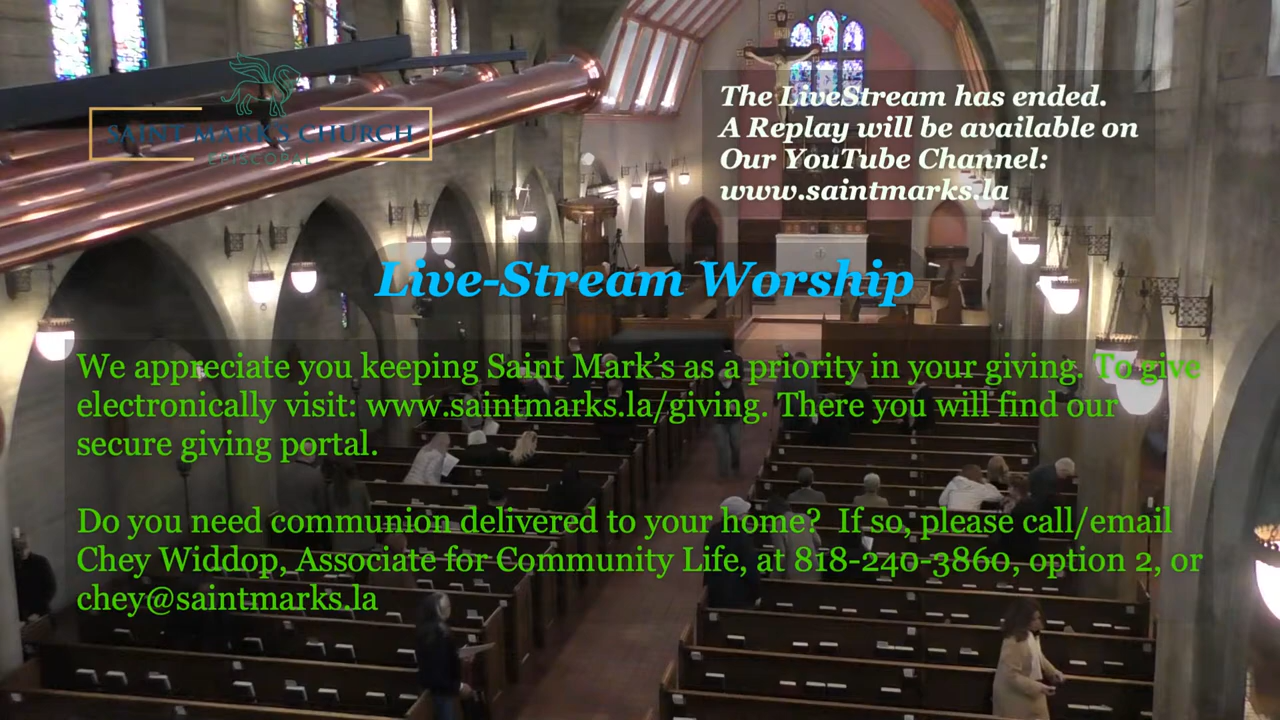 SAINT MARK'S CHURCH
EPISCOPAL
The LiveStream has ended.
A Replay will be available on
Our YouTube Channel:
www.saintmarks.la
Live-Stream Worship
We appreciate you keeping Saint Mark’s as a priority in your giving. To give
electronically visit: www.saintmarks.la/giving. There you will find our
secure giving portal.
Do you need communion delivered to your home?  If so, please call/email
Chey Widdop, Associate for Community Life, at 818-240-3860, option 2, or
chey@saintmarks.la